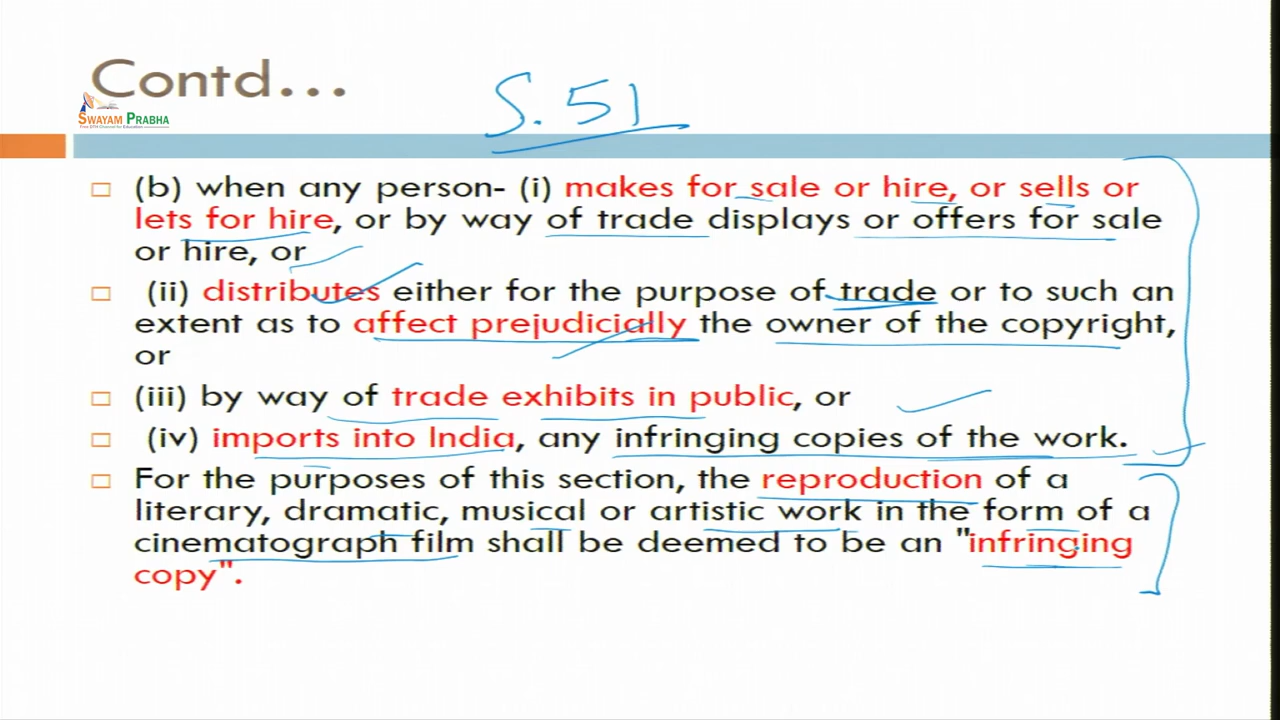 Contd...
S. 51
SWAYAM PRABHA
(b) when any person- (i) makes for sale or hire, or sells or
lets for hire, or by way of trade displays or offers for sale
or hire, or
(ii) distributes either for the purpose of trade or to such an
extent as to affect prejudicially the owner of the copyright,
or
(iii) by way of trade exhibits in public, or
(iv) imports into India, any infringing copies of the work.
For the purposes of this section, the reproduction of a
literary, dramatic, musical or artistic work in the form of a
cinematograph film shall be deemed to be an "infringing
copy".